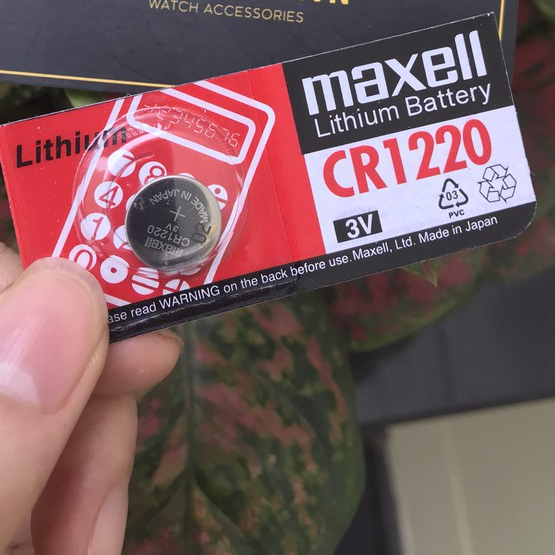 WATCH ACCESSORIES
maxell
Lithium Battery
CR1220
3V
03
PVC
Lithium
MADE IN JAPAN
+
3V
CR1220
maxell
ase read WARNING on the back before use. Maxell, Ltd. Made in Japan